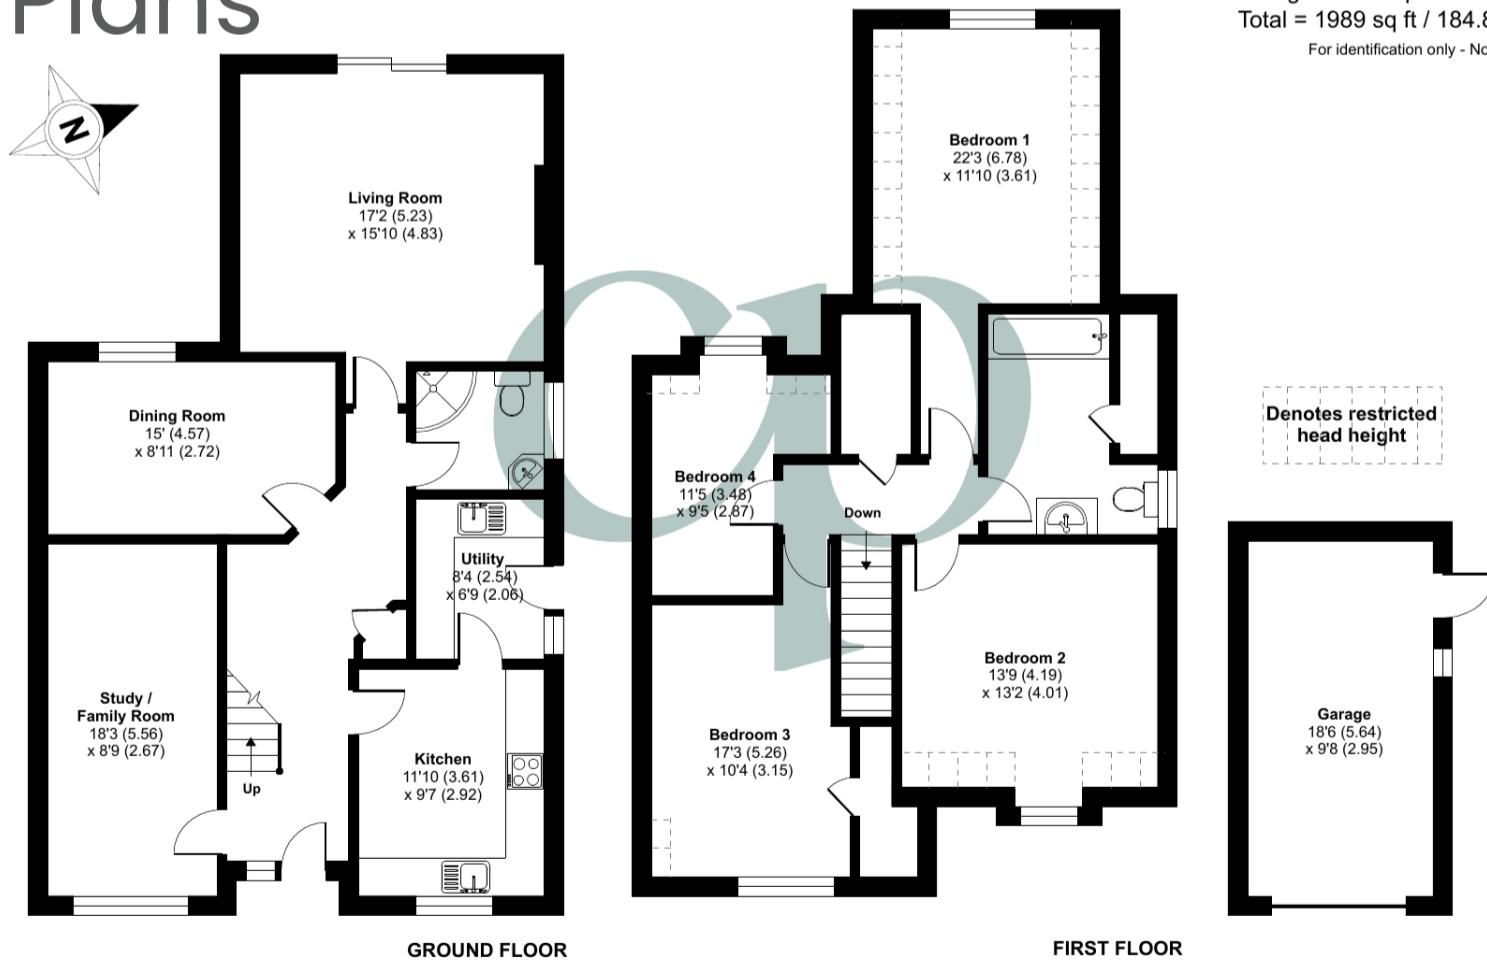 Plans
Total = 1989 sq ft / 184.8
For identification only - No
N
Living Room
17'2 (5.23)
x 15'10 (4.83)
Dining Room
15' (4.57)
x 8'11 (2.72)
Utility
8'4 (2.54)
x 6'9 (2.06)
Study /
Family Room
18'3 (5.56)
x 8'9 (2.67)
Up
Kitchen
11'10 (3.61)
x 9'7 (2.92)
GROUND FLOOR
Bedroom 1
22'3 (6.78)
x 11'10 (3.61)
Bedroom 4
11'5 (3.48)
x 9'5 (2.87)
Down
Bedroom 2
13'9 (4.19)
x 13'2 (4.01)
Bedroom 3
17'3 (5.26)
x 10'4 (3.15)
FIRST FLOOR
Denotes restricted
head height
Garage
18'6 (5.64)
x 9'8 (2.95)